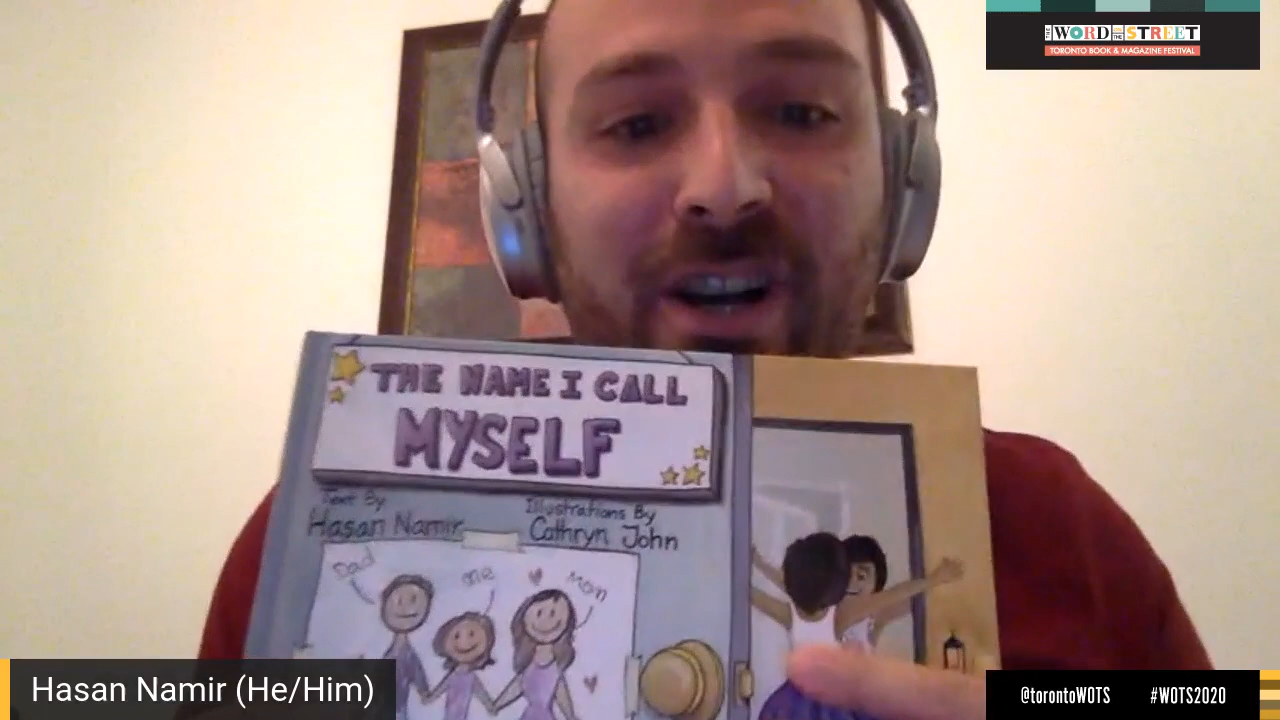 THE WORD ON THE STREET
TORONTO BOOK & MAGAZINE FESTIVAL
THE NAME I CALL
MYSELF
Text By
Hasan Namir
Illustrations By
Cathryn John
Dad
me
Mom
Hasan Namir (He/Him)
@torontoWOTS #WOTS2020